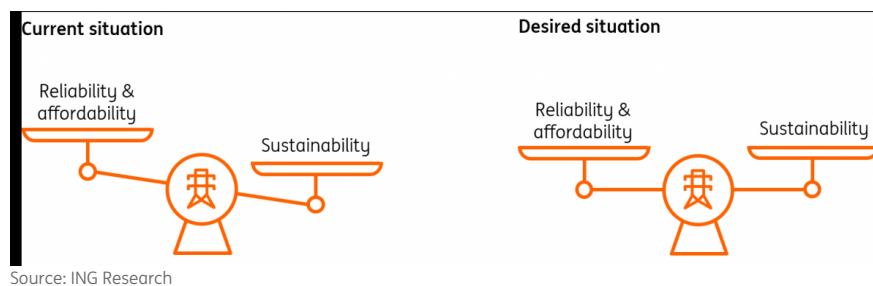 Current situation
Desired situation
Reliability &
affordability
Sustainability
Reliability &
affordability
Sustainability
Source: ING Research